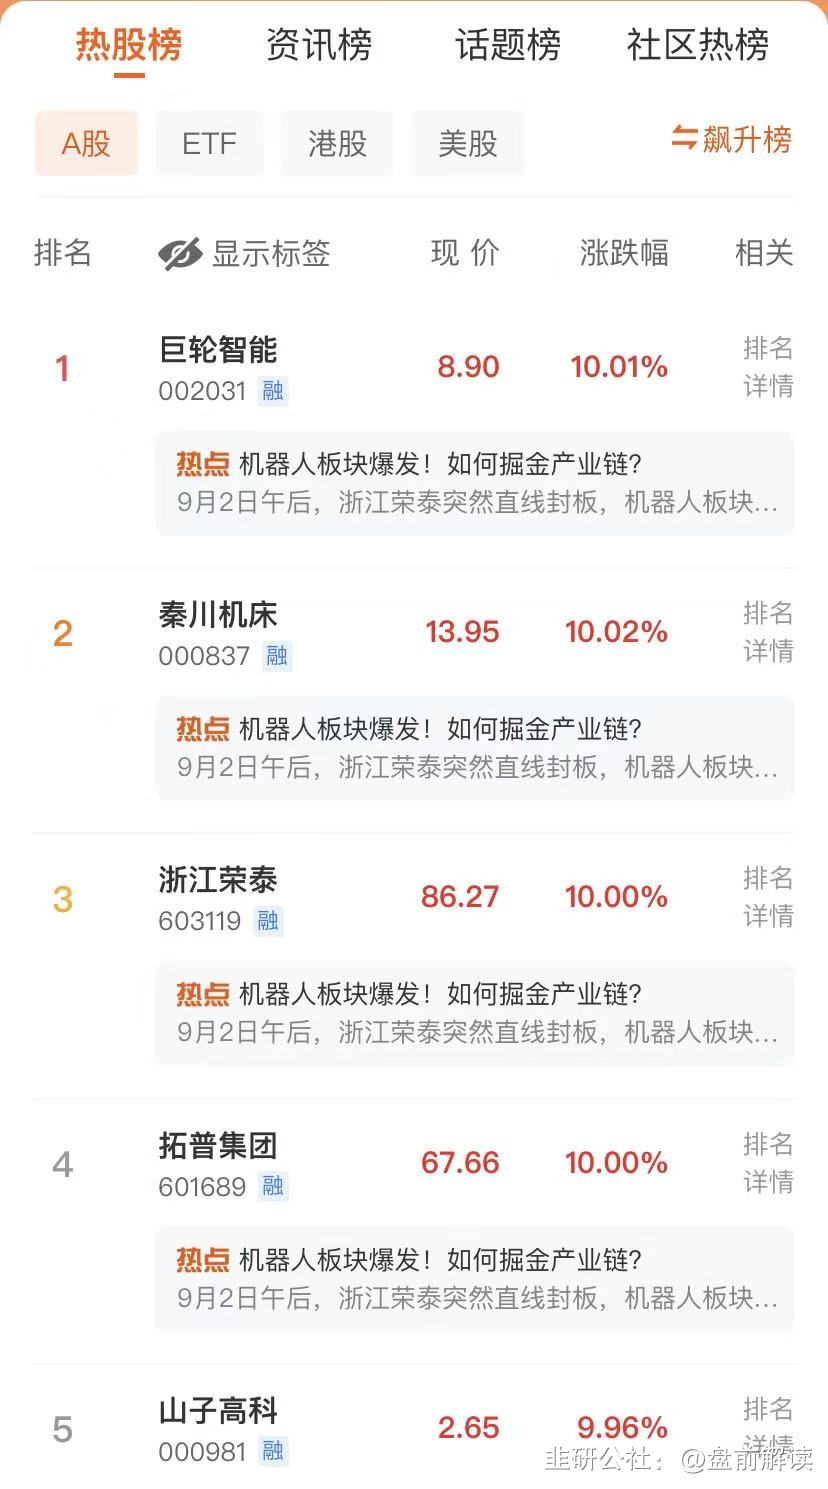 热股榜 资讯榜 话题榜 社区热榜
A股 ETF 港股 美股 飙升榜
排名 显示标签 现价 涨跌幅 相关
1 巨轮智能 8.90 10.01% 排名
002031 融 详情
热点 机器人板块爆发！如何掘金产业链？
9月2日午后，浙江荣泰突然直线封板，机器人板块...
2 秦川机床 13.95 10.02% 排名
000837 融 详情
热点 机器人板块爆发！如何掘金产业链？
9月2日午后，浙江荣泰突然直线封板，机器人板块...
3 浙江荣泰 86.27 10.00% 排名
603119 融 详情
热点 机器人板块爆发！如何掘金产业链？
9月2日午后，浙江荣泰突然直线封板，机器人板块...
4 拓普集团 67.66 10.00% 排名
601689 融 详情
热点 机器人板块爆发！如何掘金产业链？
9月2日午后，浙江荣泰突然直线封板，机器人板块...
5 山子高科 2.65 9.96% 排名
000981 融 详情
韭研公社：@盘前解读